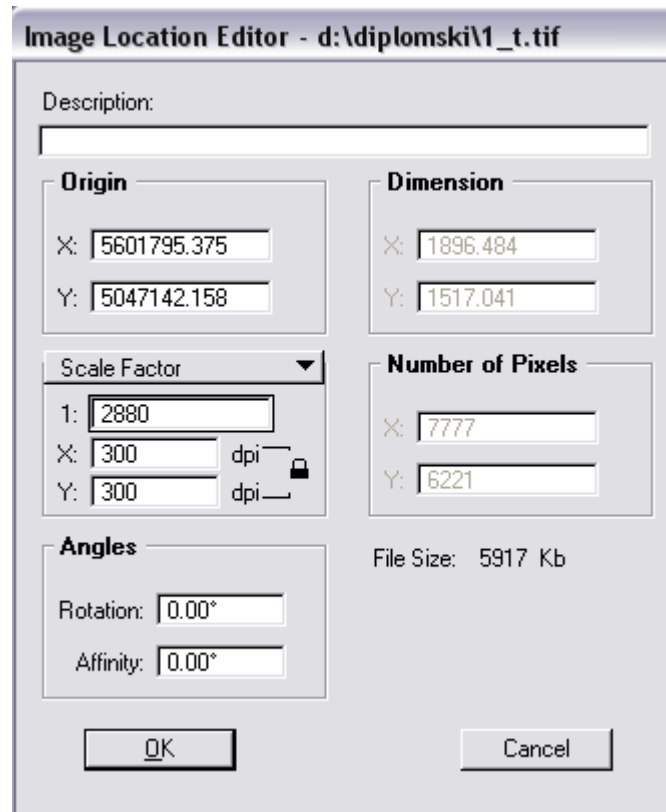 Image Location Editor - d:\diplomski\1_t.tif
Description:
Origin
X: 5601795.375
Y: 5047142.158
Dimension
X: 1896.484
Y: 1517.041
Scale Factor
1: 2880
X: 300 dpi
Y: 300 dpi
Number of Pixels
X: 7777
Y: 6221
Angles
Rotation: 0.00°
Affinity: 0.00°
File Size: 5917 Kb
OK
Cancel